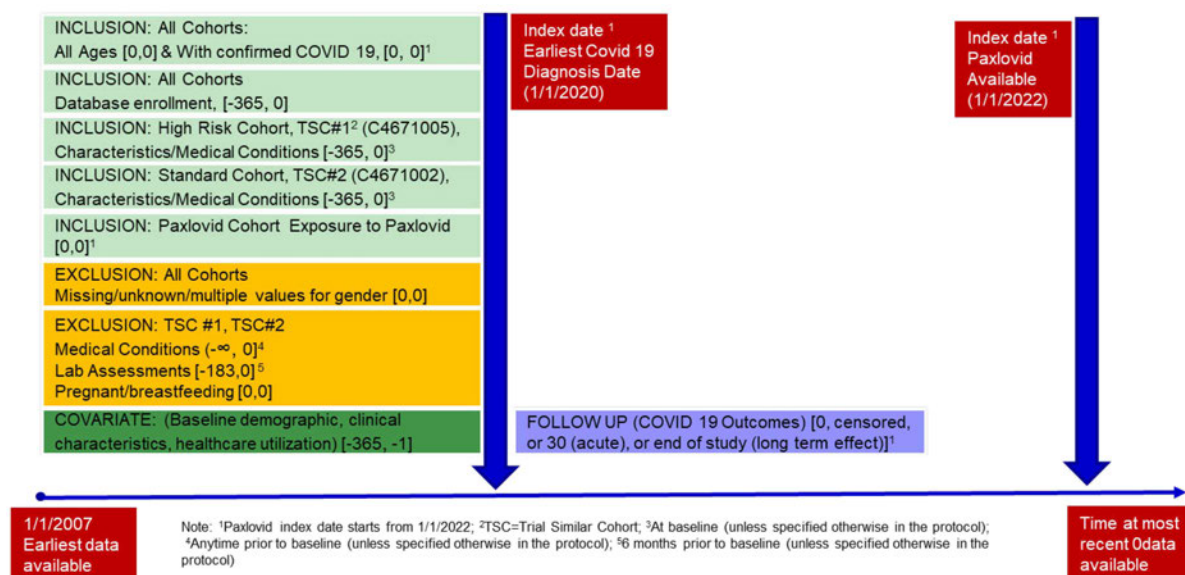 INCLUSION: All Cohorts:
All Ages [0,0] & With confirmed COVID 19, [0, 0]¹
INCLUSION: All Cohorts
Database enrollment, [-365, 0]
INCLUSION: High Risk Cohort, TSC#1² (C4671005),
Characteristics/Medical Conditions [-365, 0]³
INCLUSION: Standard Cohort, TSC#2 (C4671002),
Characteristics/Medical Conditions [-365, 0]³
INCLUSION: Paxlovid Cohort Exposure to Paxlovid
[0,0]¹
EXCLUSION: All Cohorts
Missing/unknown/multiple values for gender [0,0]
EXCLUSION: TSC #1, TSC#2
Medical Conditions (-∞, 0]⁴
Lab Assessments [-183,0]⁵
Pregnant/breastfeeding [0,0]
COVARIATE: (Baseline demographic, clinical
characteristics, healthcare utilization) [-365, -1]
Index date ¹
Earliest Covid 19
Diagnosis Date
(1/1/2020)
Index date ¹
Paxlovid
Available
(1/1/2022)
FOLLOW UP (COVID 19 Outcomes) [0, censored,
or 30 (acute), or end of study (long term effect)]¹
1/1/2007
Earliest data
available
Note: ¹Paxlovid index date starts from 1/1/2022; ²TSC=Trial Similar Cohort; ³At baseline (unless specified otherwise in the protocol);
⁴Anytime prior to baseline (unless specified otherwise in the protocol); ⁵6 months prior to baseline (unless specified otherwise in the
protocol)
Time at most
recent 0data
available